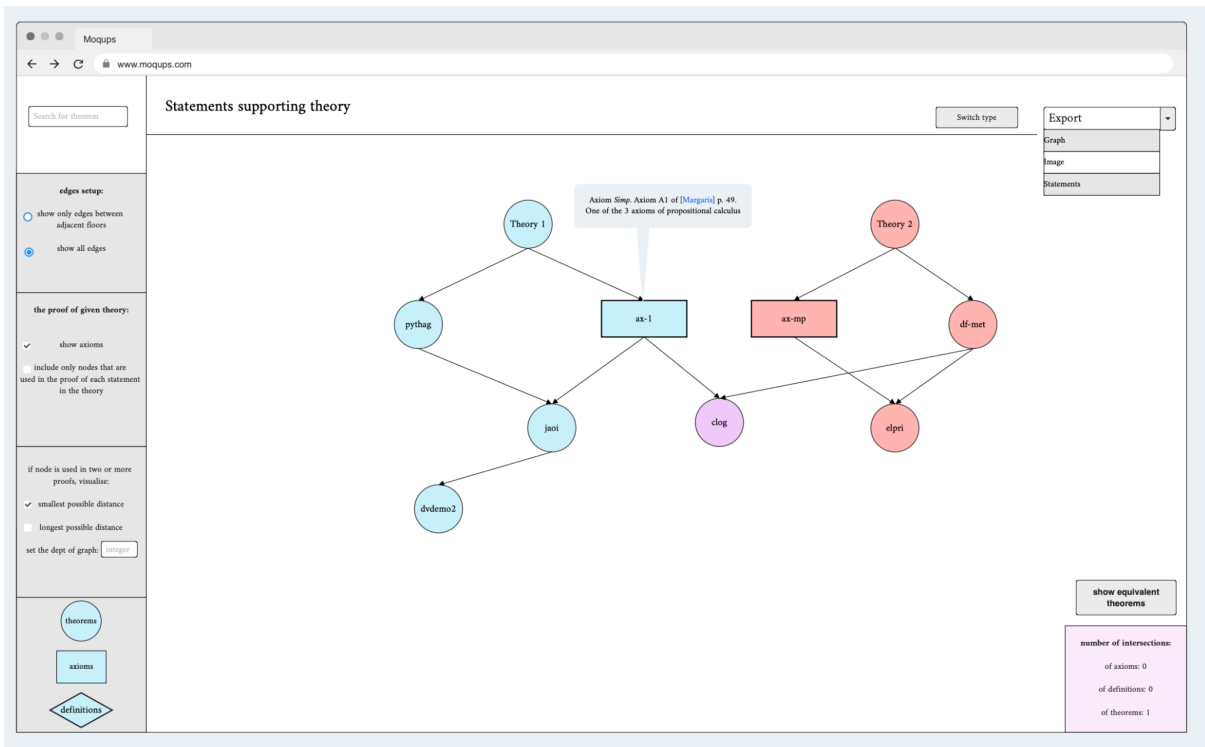 Moqups
www.moqups.com
Search for theorem
Statements supporting theory
Switch type
Export
Graph
Image
Statements
edges setup:
show only edges between
adjacent floors
show all edges
the proof of given theory:
show axioms
include only nodes that are
used in the proof of each statement
in the theory
if node is used in two or more
proofs, visualise:
smallest possible distance
longest possible distance
set the dept of graph: integer
theorems
axioms
definitions
Axiom Simp. Axiom A1 of [Margaris] p. 49.
One of the 3 axioms of propositional calculus
Theory 1
Theory 2
pythag
ax-1
ax-mp
df-met
jaoi
clog
elpri
dvdemo2
show equivalent
theorems
number of intersections:
of axioms: 0
of definitions: 0
of theorems: 1